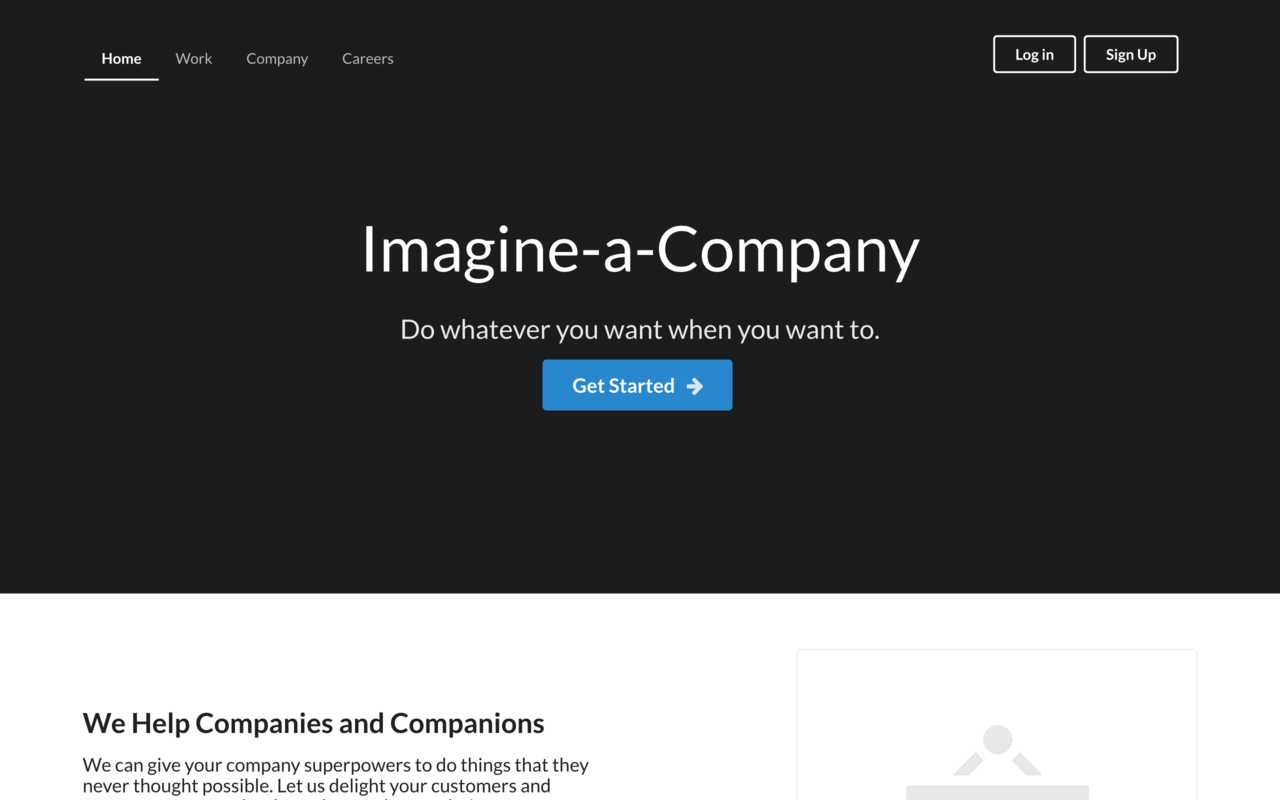 Home Work Company Careers Log in Sign Up
Imagine-a-Company
Do whatever you want when you want to.
Get Started
We Help Companies and Companions
We can give your company superpowers to do things that they
never thought possible. Let us delight your customers and